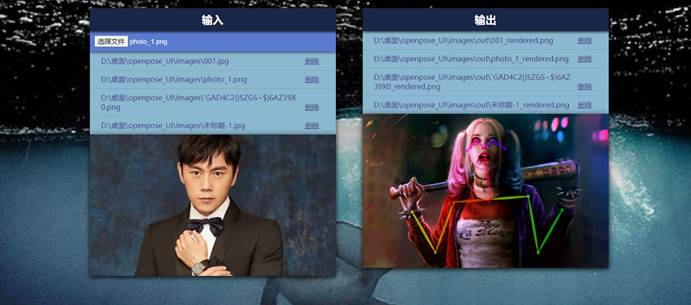 输入
选择文件 photo_1.png
D:\桌面\openpose_UI\images\001.jpg 删除
D:\桌面\openpose_UI\images\photo_1.png 删除
D:\桌面\openpose_UI\images\`GAD4C2(}SZGS~$)6AZ39X
0.png 删除
D:\桌面\openpose_UI\images\未标题-1.jpg 删除
输出
D:\桌面\openpose_UI\images\out\001_rendered.png 删除
D:\桌面\openpose_UI\images\out\photo_1_rendered.png 删除
D:\桌面\openpose_UI\images\out\`GAD4C2(}SZGS~$)6AZ
39X0_rendered.png 删除
D:\桌面\openpose_UI\images\out\未标题-1_rendered.png 删除